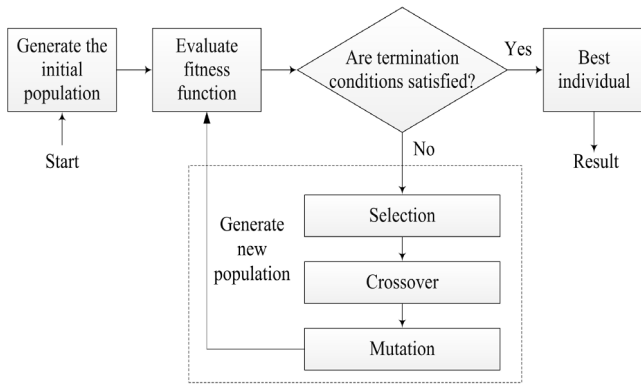 Generate the
initial
population
Start
Evaluate
fitness
function
Are termination
conditions satisfied?
Yes
Best
individual
Result
No
Generate
new
population
Selection
Crossover
Mutation